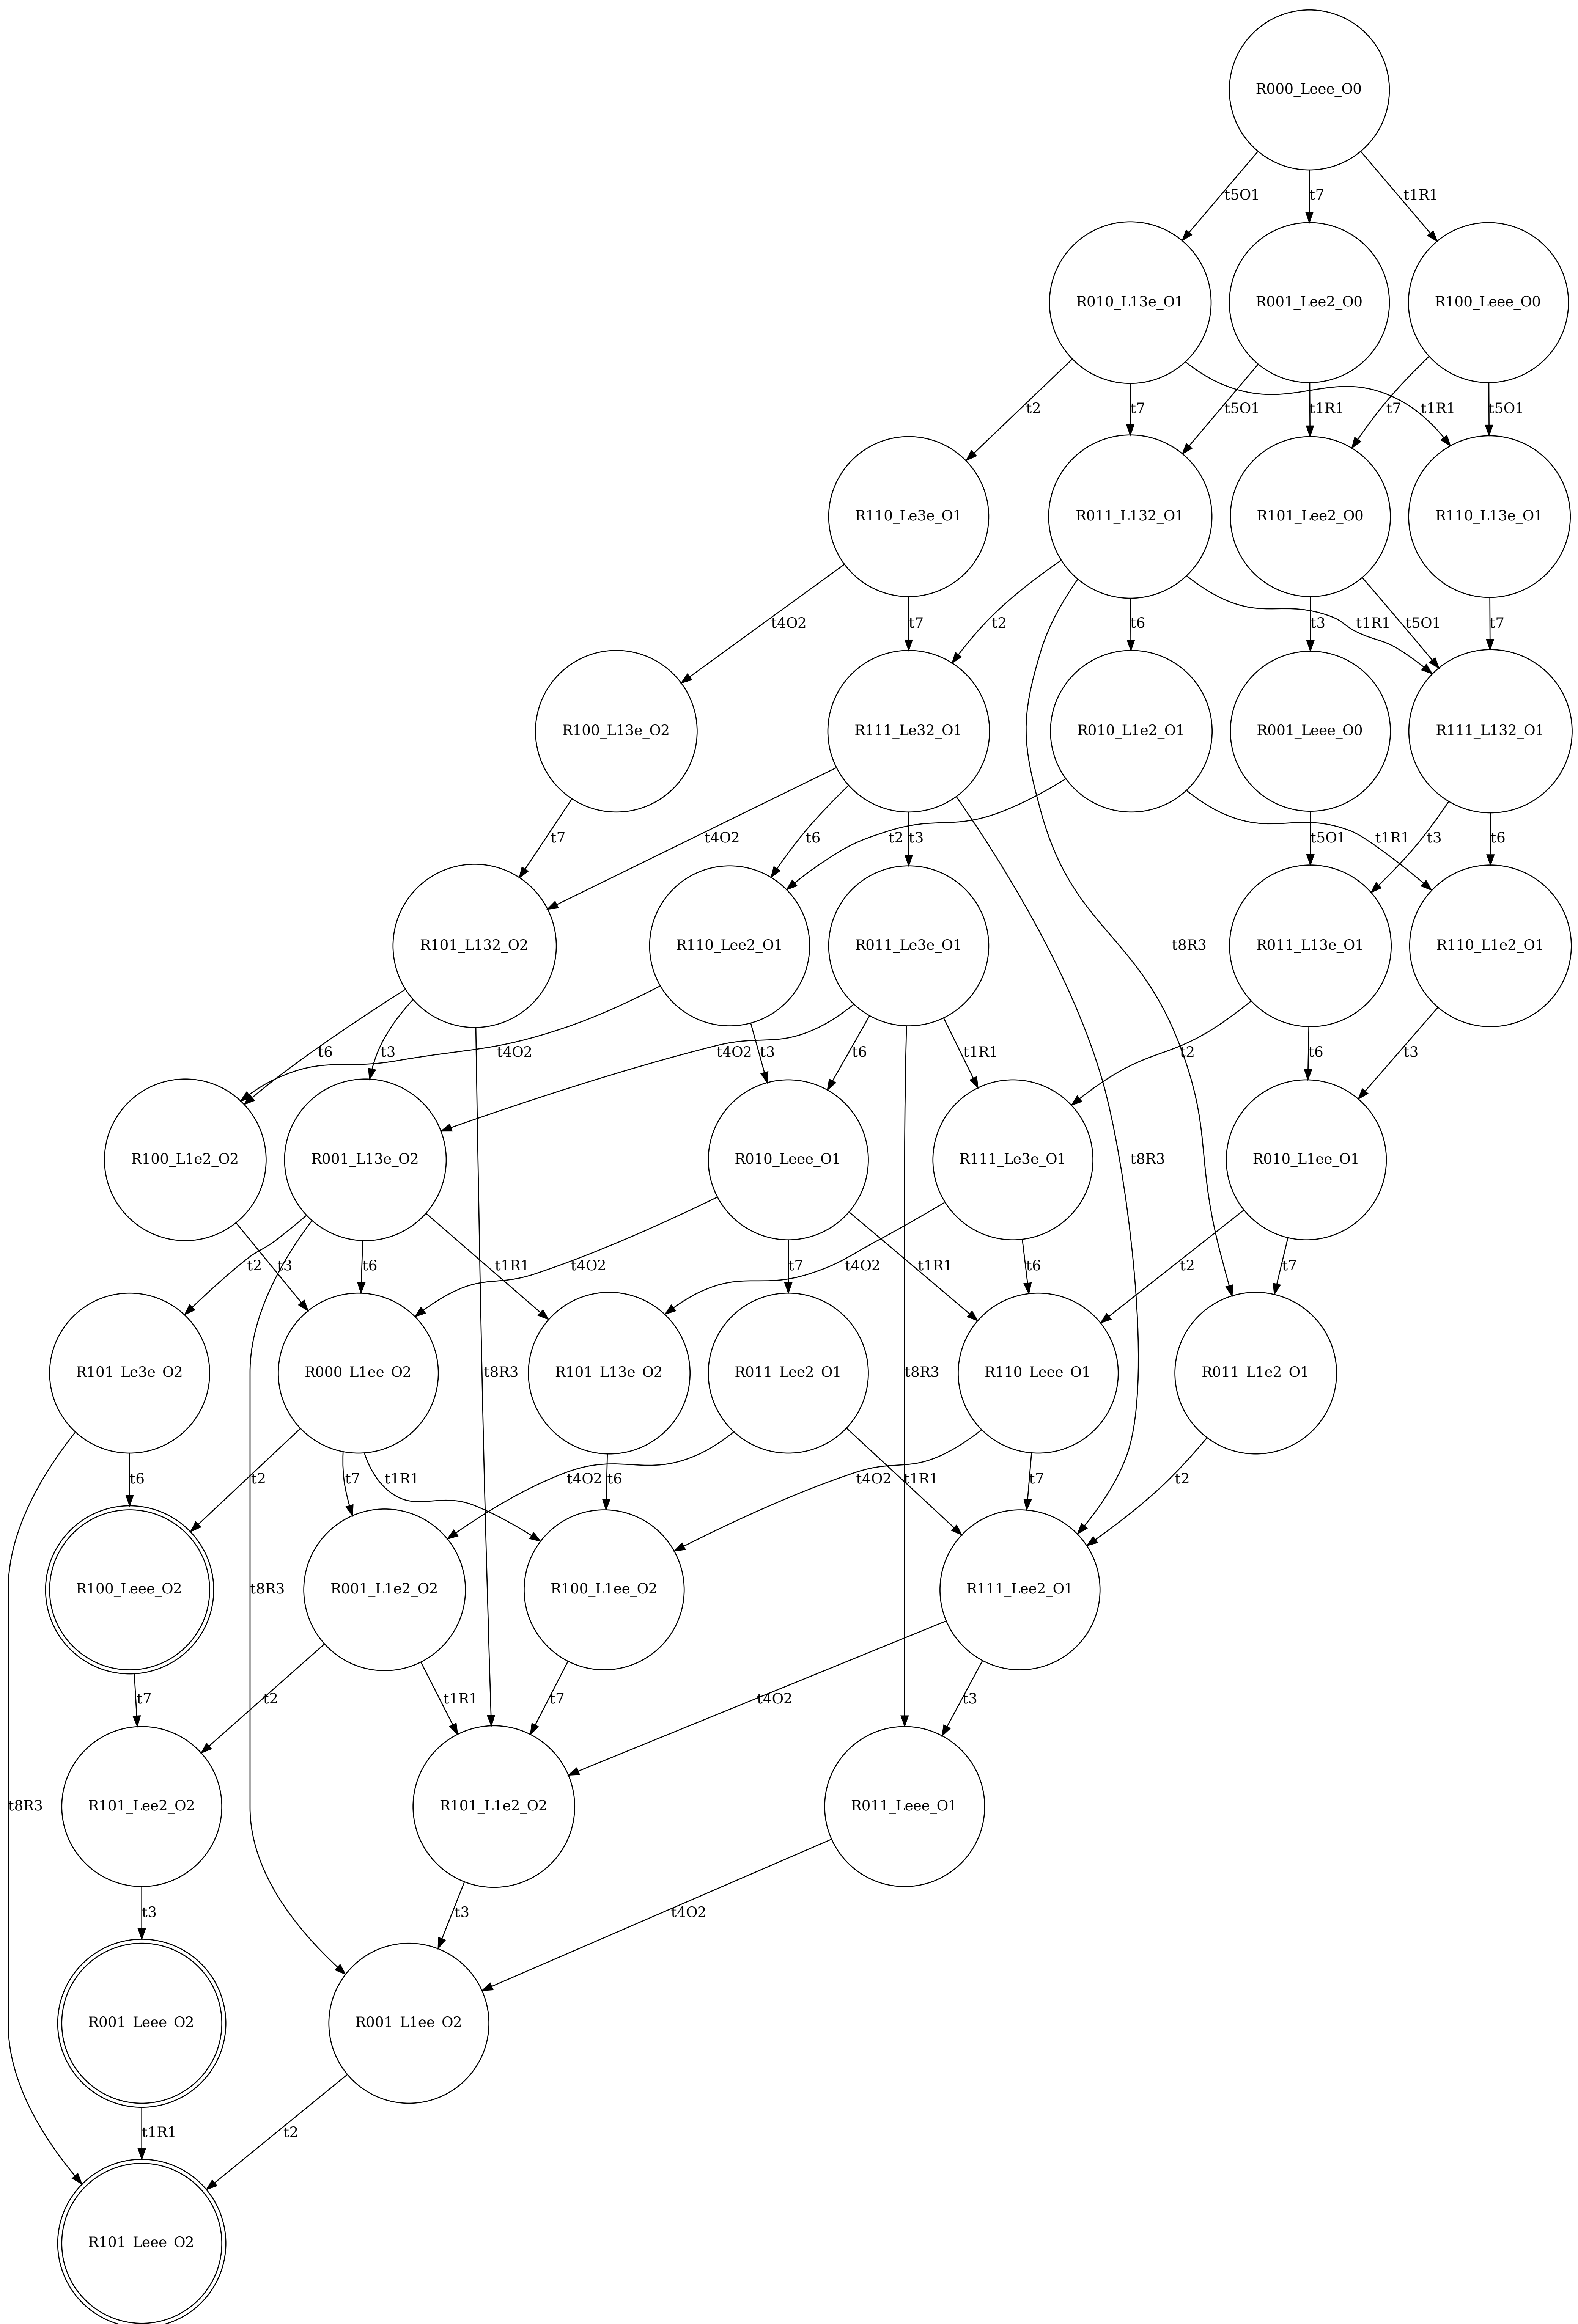 R000_Leee_O0
t5O1 t7 t1R1
R010_L13e_O1 R001_Lee2_O0 R100_Leee_O0
t2 t7 t5O1 t1R1 t7 t1R1 t5O1
R110_Le3e_O1 R011_L132_O1 R101_Lee2_O0 R110_L13e_O1
t4O2 t7 t2 t6 t3 t1R1 t5O1 t7
R100_L13e_O2 R111_Le32_O1 R010_L1e2_O1 R001_Leee_O0 R111_L132_O1
t7 t4O2 t6 t3 t2 t5O1 t1R1 t3 t6
R101_L132_O2 R110_Lee2_O1 R011_Le3e_O1 t8R3 R011_L13e_O1 R110_L1e2_O1
t6 t3 t4O2 t4O2 t3 t6 t1R1 t2 t6 t3
R100_L1e2_O2 R001_L13e_O2 R010_Leee_O1 R111_Le3e_O1 t8R3 R010_L1ee_O1
t2 t3 t6 t1R1 t4O2 t7 t4O2 t1R1 t6 t2 t7
R101_Le3e_O2 R000_L1ee_O2 t8R3 R101_L13e_O2 R011_Lee2_O1 t8R3 R110_Leee_O1 R011_L1e2_O1
t6 t2 t7 t1R1 t4O2 t6 t4O2 t1R1 t7 t2
R100_Leee_O2 t8R3 R001_L1e2_O2 R100_L1ee_O2 R111_Lee2_O1
t7 t2 t1R1 t7 t4O2 t3
t8R3 R101_Lee2_O2 R101_L1e2_O2 R011_Leee_O1
t3 t3 t4O2
R001_Leee_O2 R001_L1ee_O2
t1R1 t2
R101_Leee_O2